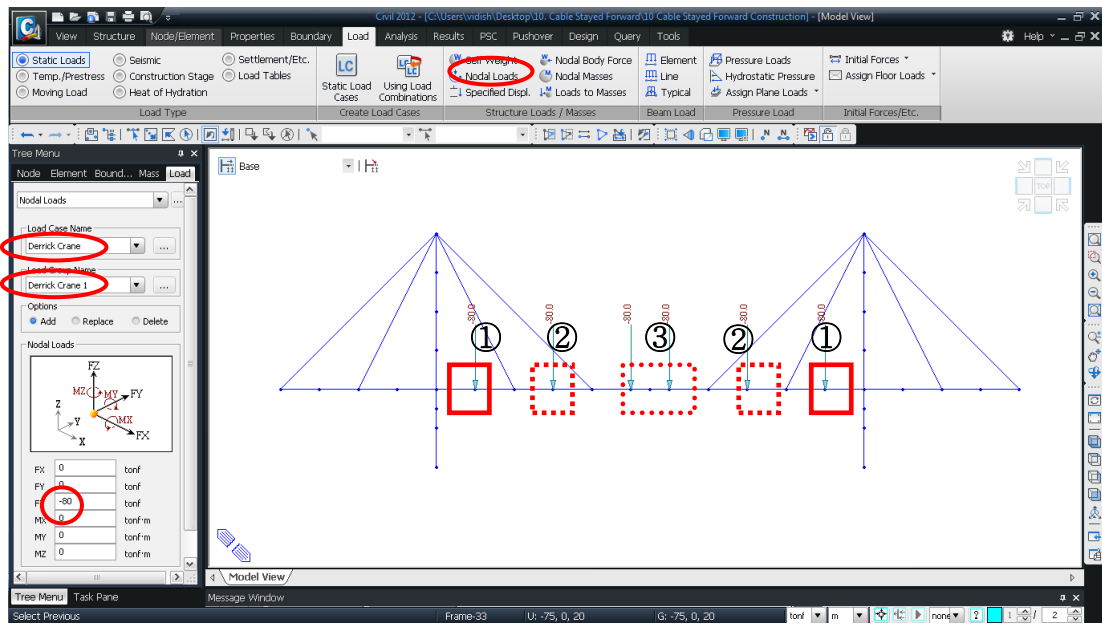 Civil 2012 - [C:\Users\vidish\Desktop\10. Cable Stayed Forward\10 Cable Stayed Forward Construction] - [Model View]
View Structure Node/Element Properties Boundary Load Analysis Results PSC Pushover Design Query Tools Help
Static Loads Seismic Settlement/Etc. Self Weight Nodal Body Force Element Pressure Loads Initial Forces
Temp./Prestress Construction Stage Load Tables Nodal Loads Nodal Masses Line Hydrostatic Pressure Assign Floor Loads
Moving Load Heat of Hydration Static Load Cases Using Load Combinations Specified Displ. Loads to Masses Typical Assign Plane Loads
Load Type Create Load Cases Structure Loads / Masses Beam Load Pressure Load Initial Forces/Etc.
Tree Menu
Node Element Bound... Mass Load
Base
TOP
Nodal Loads
Load Case Name
Derrick Crane
Load Group Name
Derrick Crane 1
Options
Add Replace Delete
Nodal Loads
FZ
MZ MY FY
Z
Y MX
X FX
FX 0 tonf
FY 0 tonf
FZ -80 tonf
MX 0 tonf·m
MY 0 tonf·m
MZ 0 tonf·m
-80.0 -80.0 -80.0 -80.0 -80.0 -80.0
① ② ③ ② ①
Model View
Tree Menu Task Pane
Message Window
Select Previous Frame-33 U: -75, 0, 20 G: -75, 0, 20 tonf m none 1 / 2